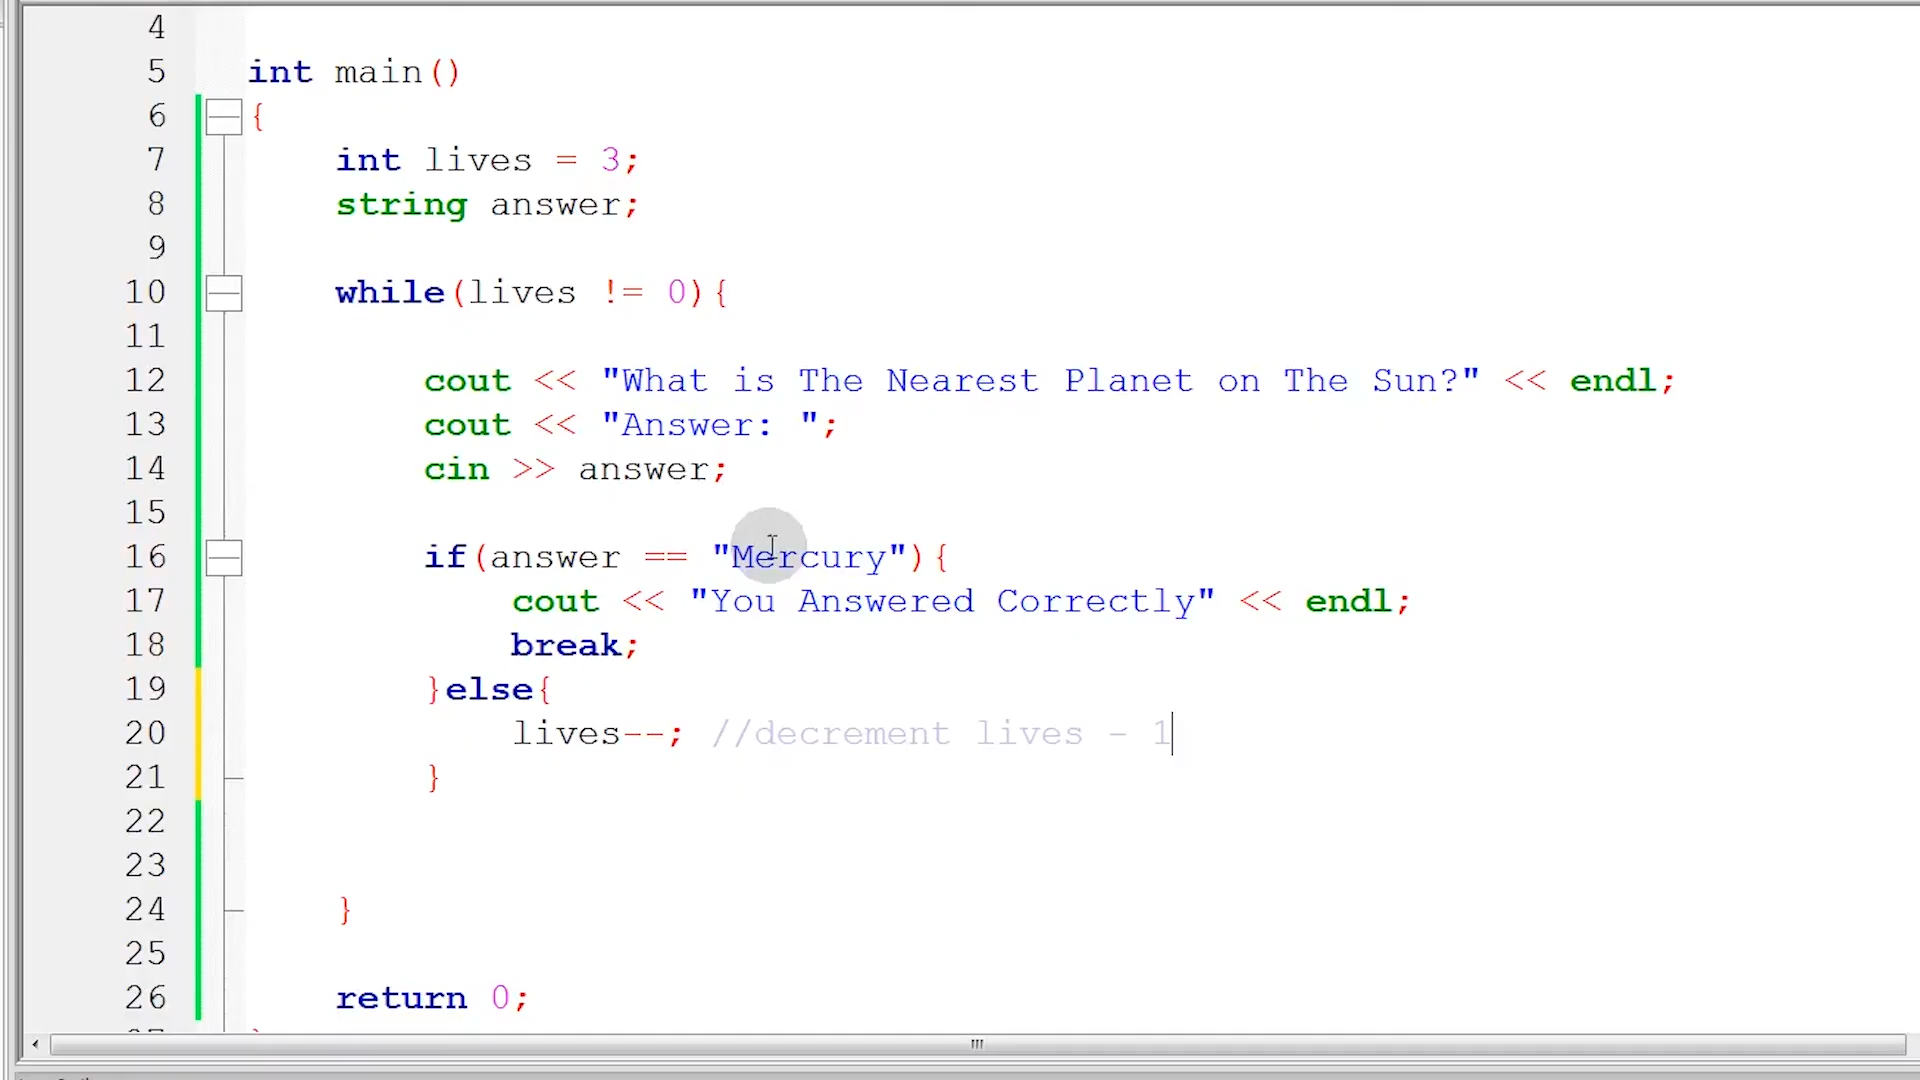 4
5 int main()
6 {
7 int lives = 3;
8 string answer;
9
10 while(lives != 0){
11
12 cout << "What is The Nearest Planet on The Sun?" << endl;
13 cout << "Answer: ";
14 cin >> answer;
15
16 if(answer == "Mercury"){
17 cout << "You Answered Correctly" << endl;
18 break;
19 }else{
20 lives--; //decrement lives - 1
21 }
22
23
24 }
25
26 return 0;